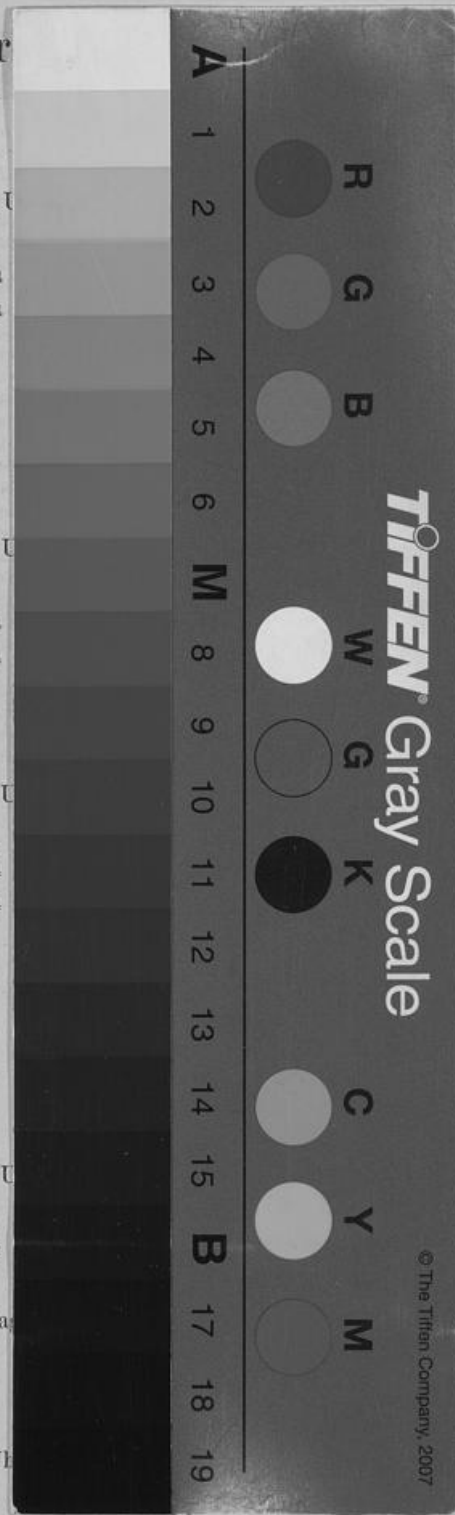 TIFFEN® Gray Scale
© The Tiffen Company, 2007
R G B W G K C Y M
A 1 2 3 4 5 6 M 8 9 10 11 12 13 14 15 B 17 18 19